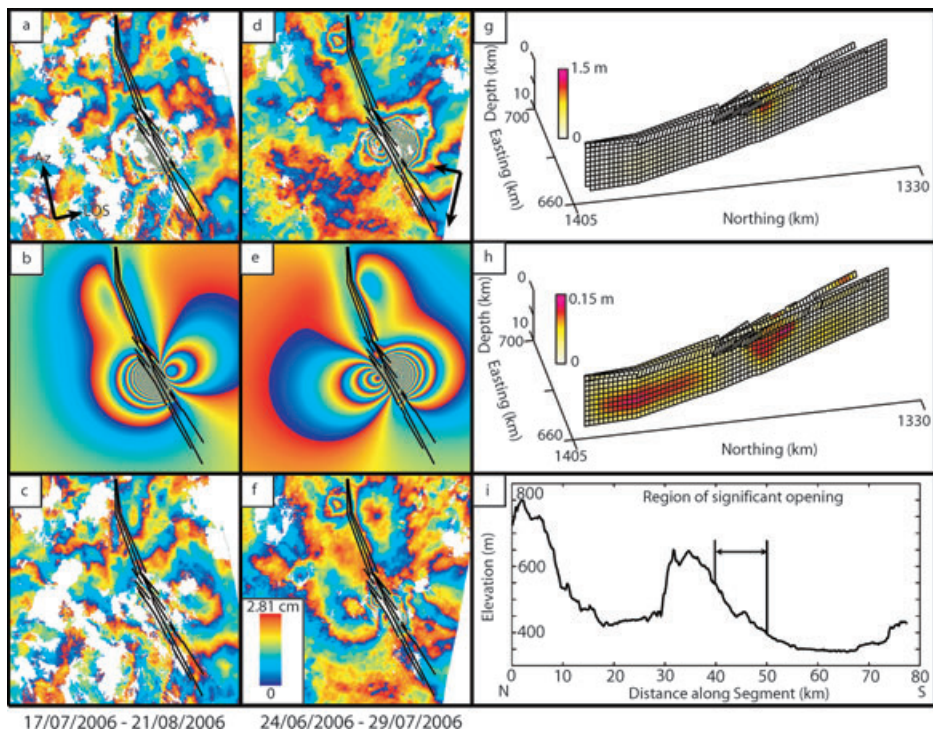 a
Az
LOS
b
c
17/07/2006 - 21/08/2006
d
e
f
2.81 cm
0
24/06/2006 - 29/07/2006
g
0
Depth (km)
10
700
Easting (km)
660
1405
Northing (km)
1330
1.5 m
0
h
0
Depth (km)
10
700
Easting (km)
660
1405
Northing (km)
1330
0.15 m
0
i
Region of significant opening
800
600
400
Elevation (m)
0 10 20 30 40 50 60 70 80
N Distance along Segment (km) S